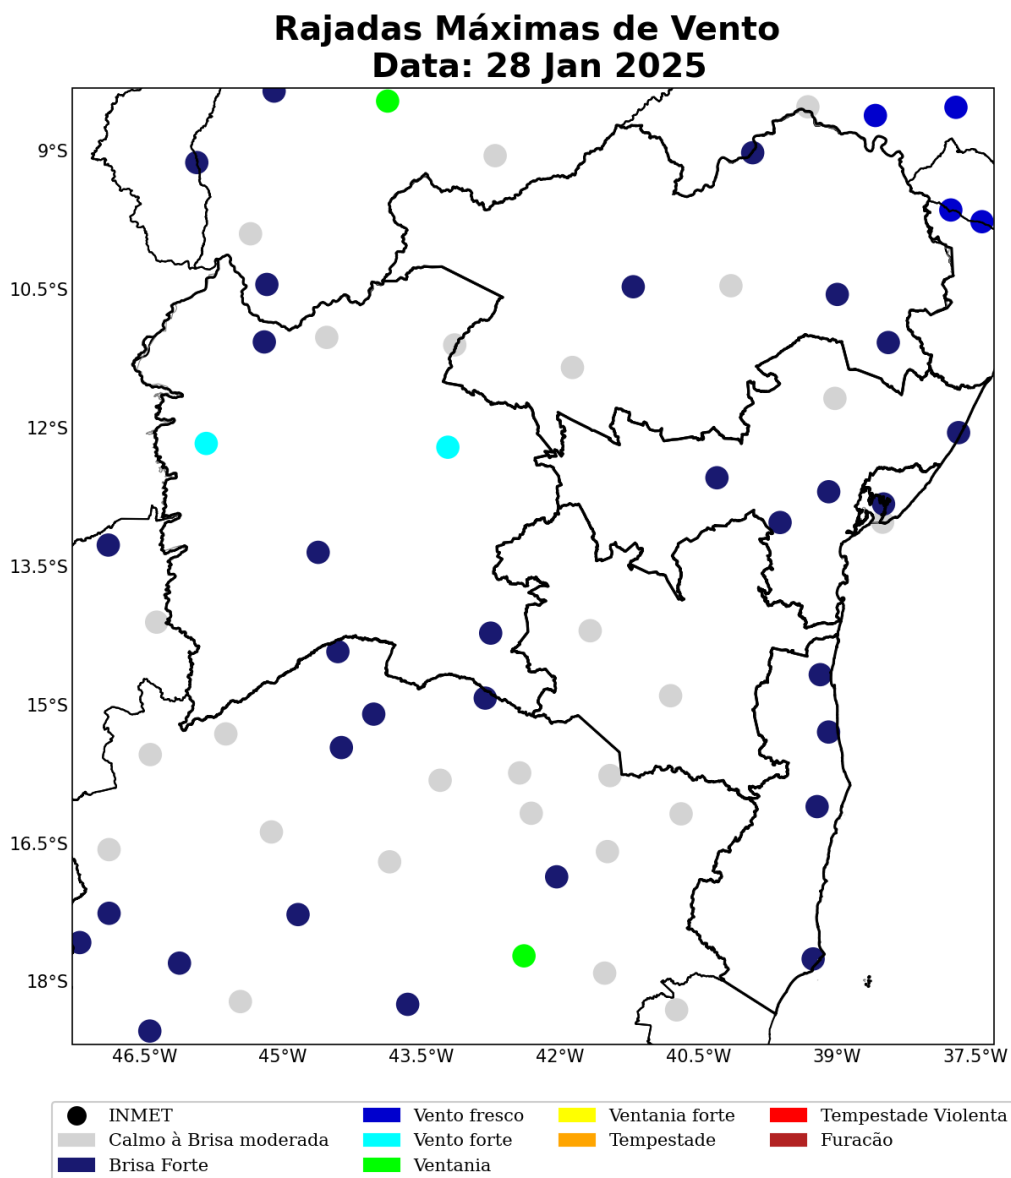 Rajadas Máximas de Vento
Data: 28 Jan 2025
9°S
10.5°S
12°S
13.5°S
15°S
16.5°S
18°S
46.5°W 45°W 43.5°W 42°W 40.5°W 39°W 37.5°W
INMET
Calmo à Brisa moderada
Brisa Forte
Vento fresco
Vento forte
Ventania
Ventania forte
Tempestade
Tempestade Violenta
Furacão